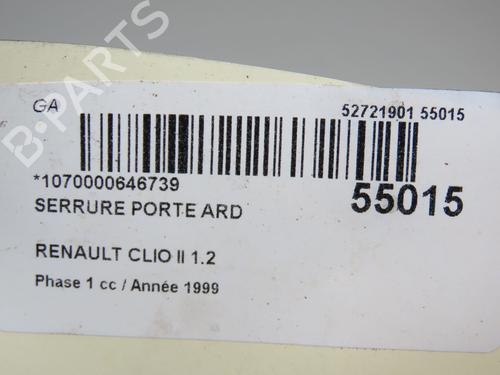 GA
52721901 55015
*1070000646739
55015
SERRURE PORTE ARD
RENAULT CLIO II 1.2
Phase 1 cc / Année 1999
B-PARTS